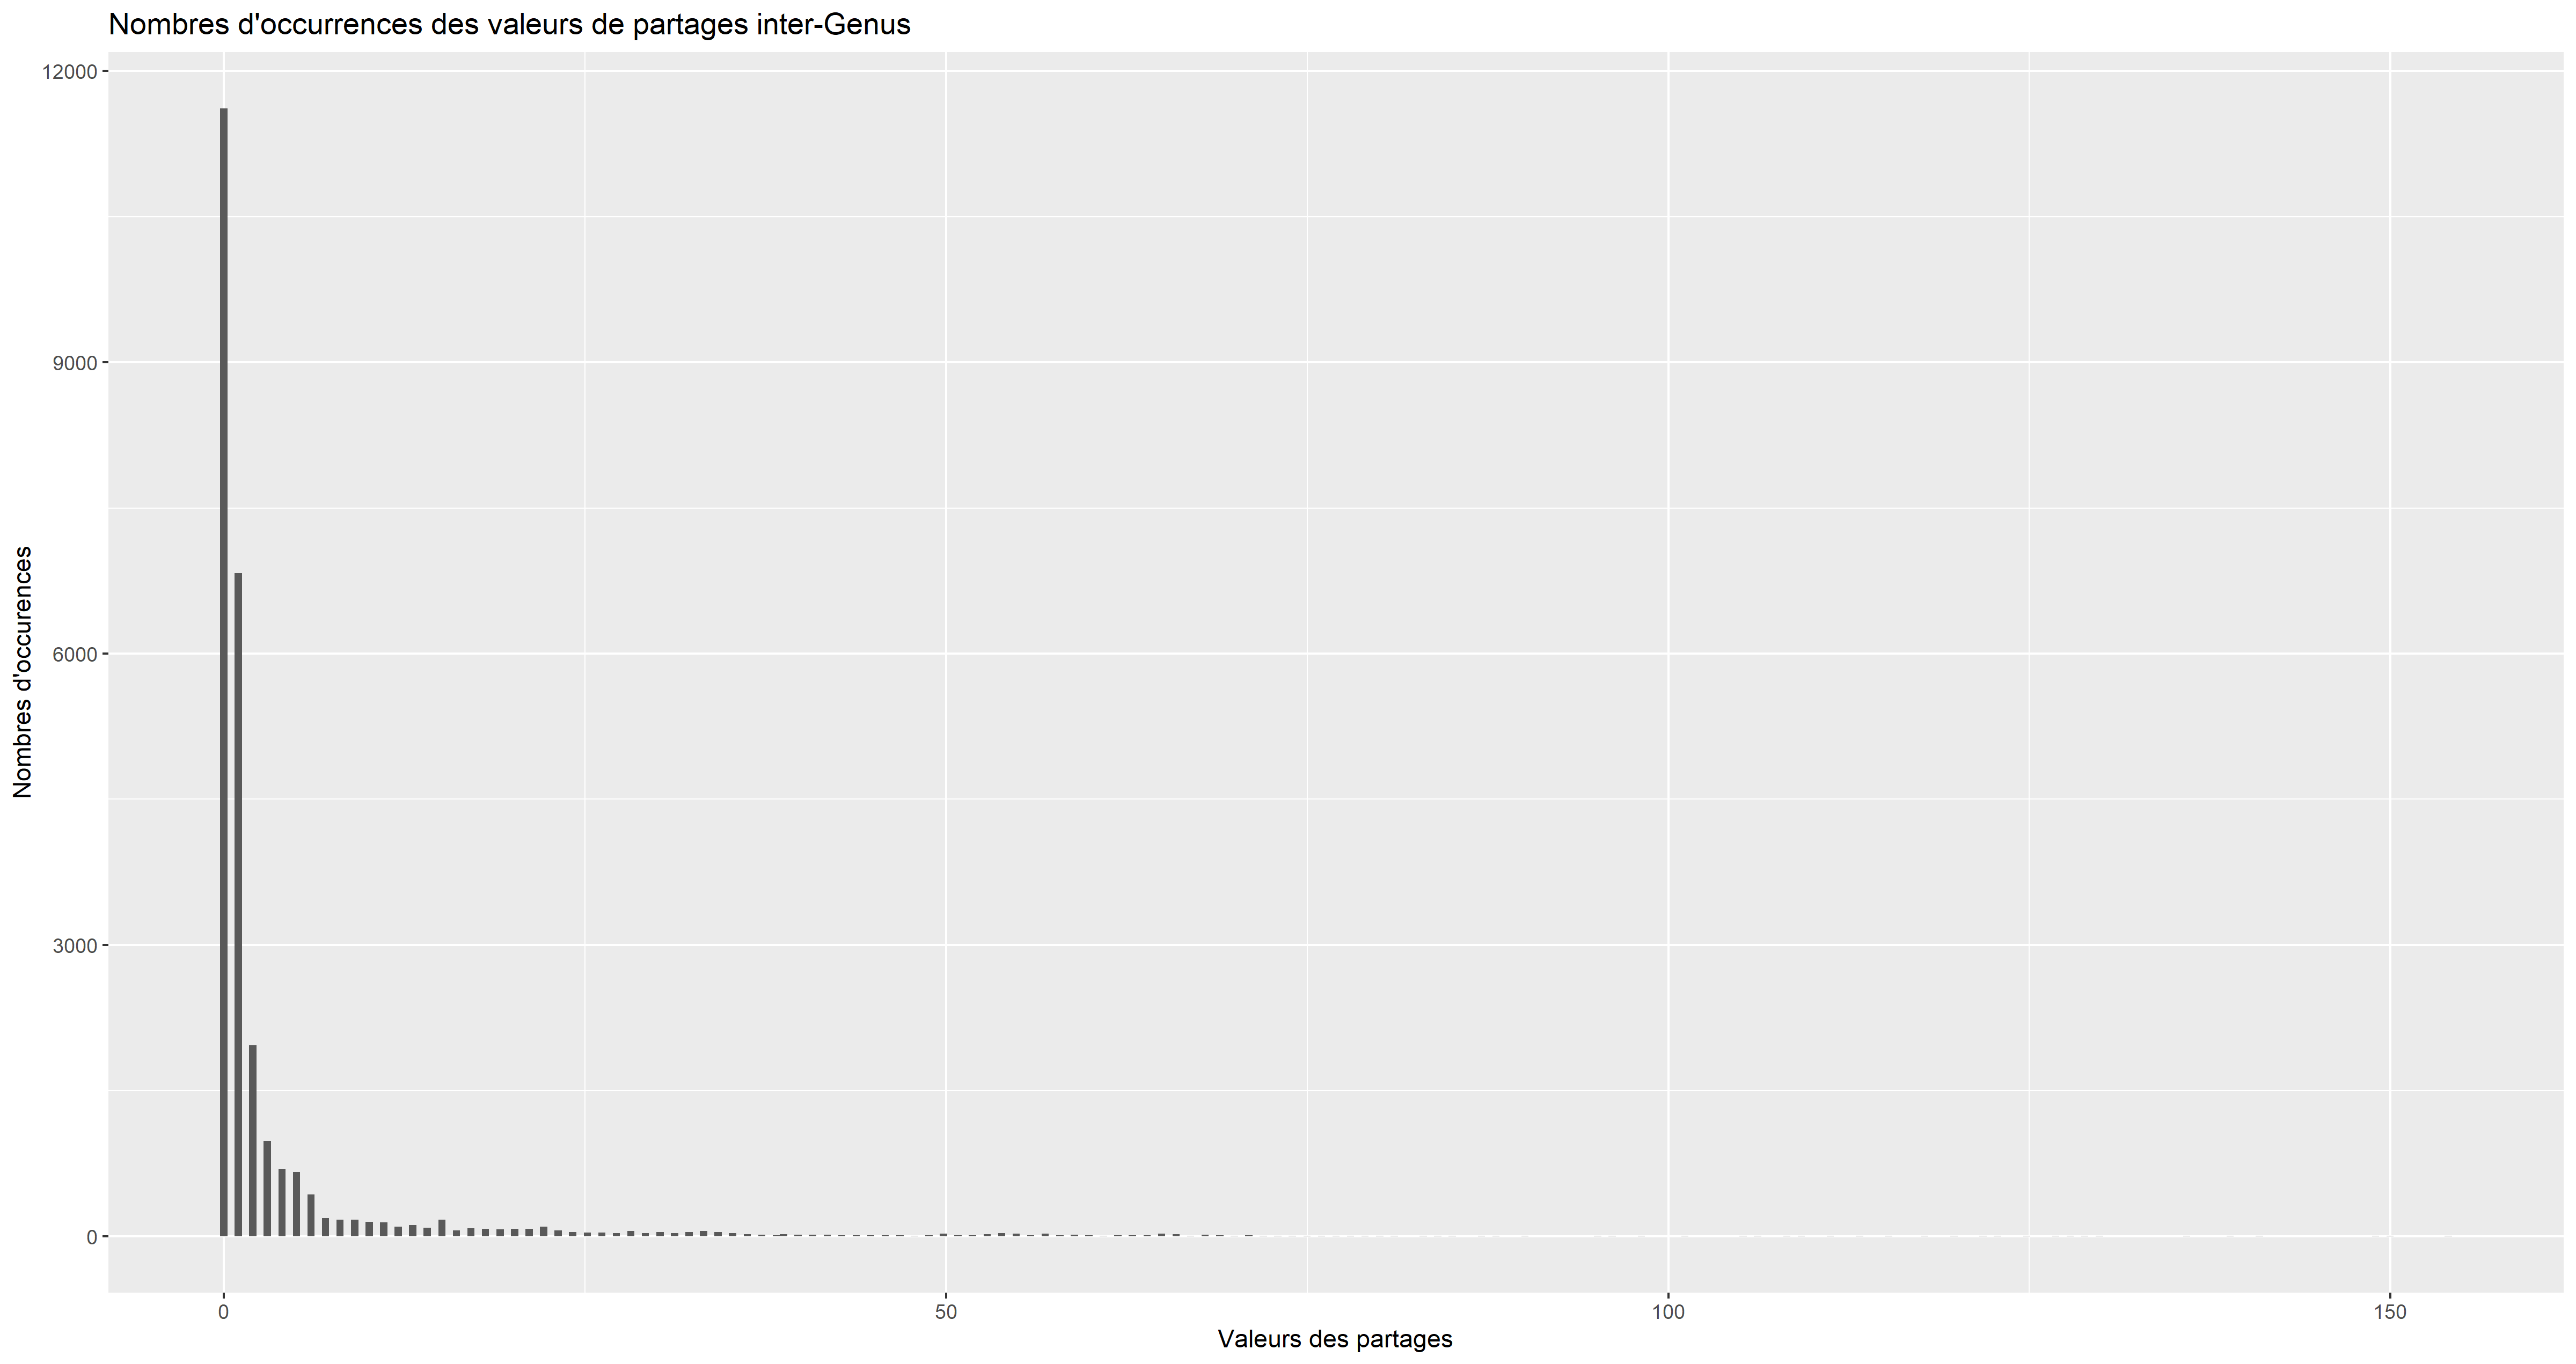 Nombres d'occurrences des valeurs de partages inter-Genus
12000
9000
6000
3000
0
Nombres d'occurences
0 50 100 150
Valeurs des partages